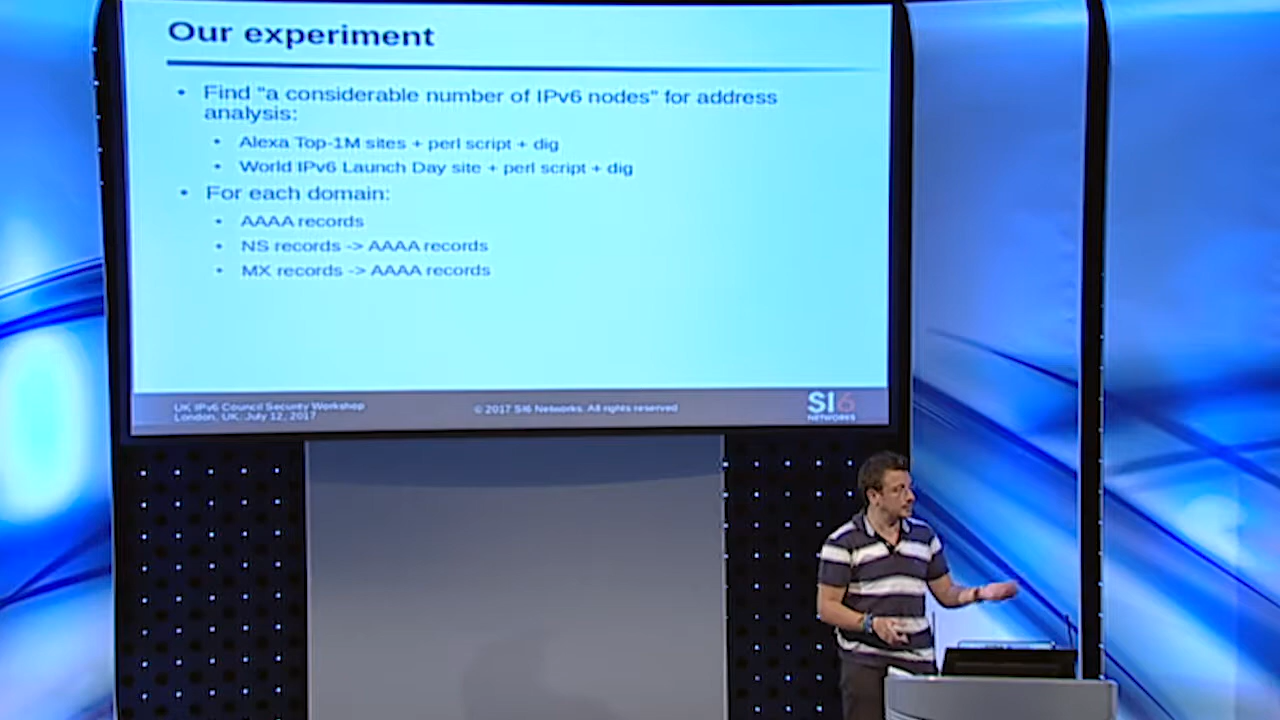 Our experiment
• Find "a considerable number of IPv6 nodes" for address
analysis:
• Alexa Top-1M sites + perl script + dig
• World IPv6 Launch Day site + perl script + dig
• For each domain:
• AAAA records
• NS records -> AAAA records
• MX records -> AAAA records
UK IPv6 Council Security Workshop
London, UK. July 12, 2017
© 2017 SI6 Networks. All rights reserved
SI6
NETWORKS